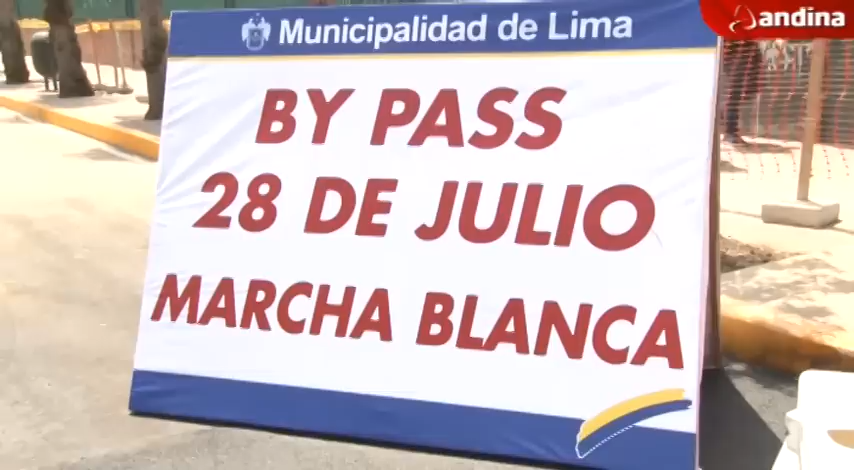 Municipalidad de Lima
andina
BY PASS
28 DE JULIO
MARCHA BLANCA